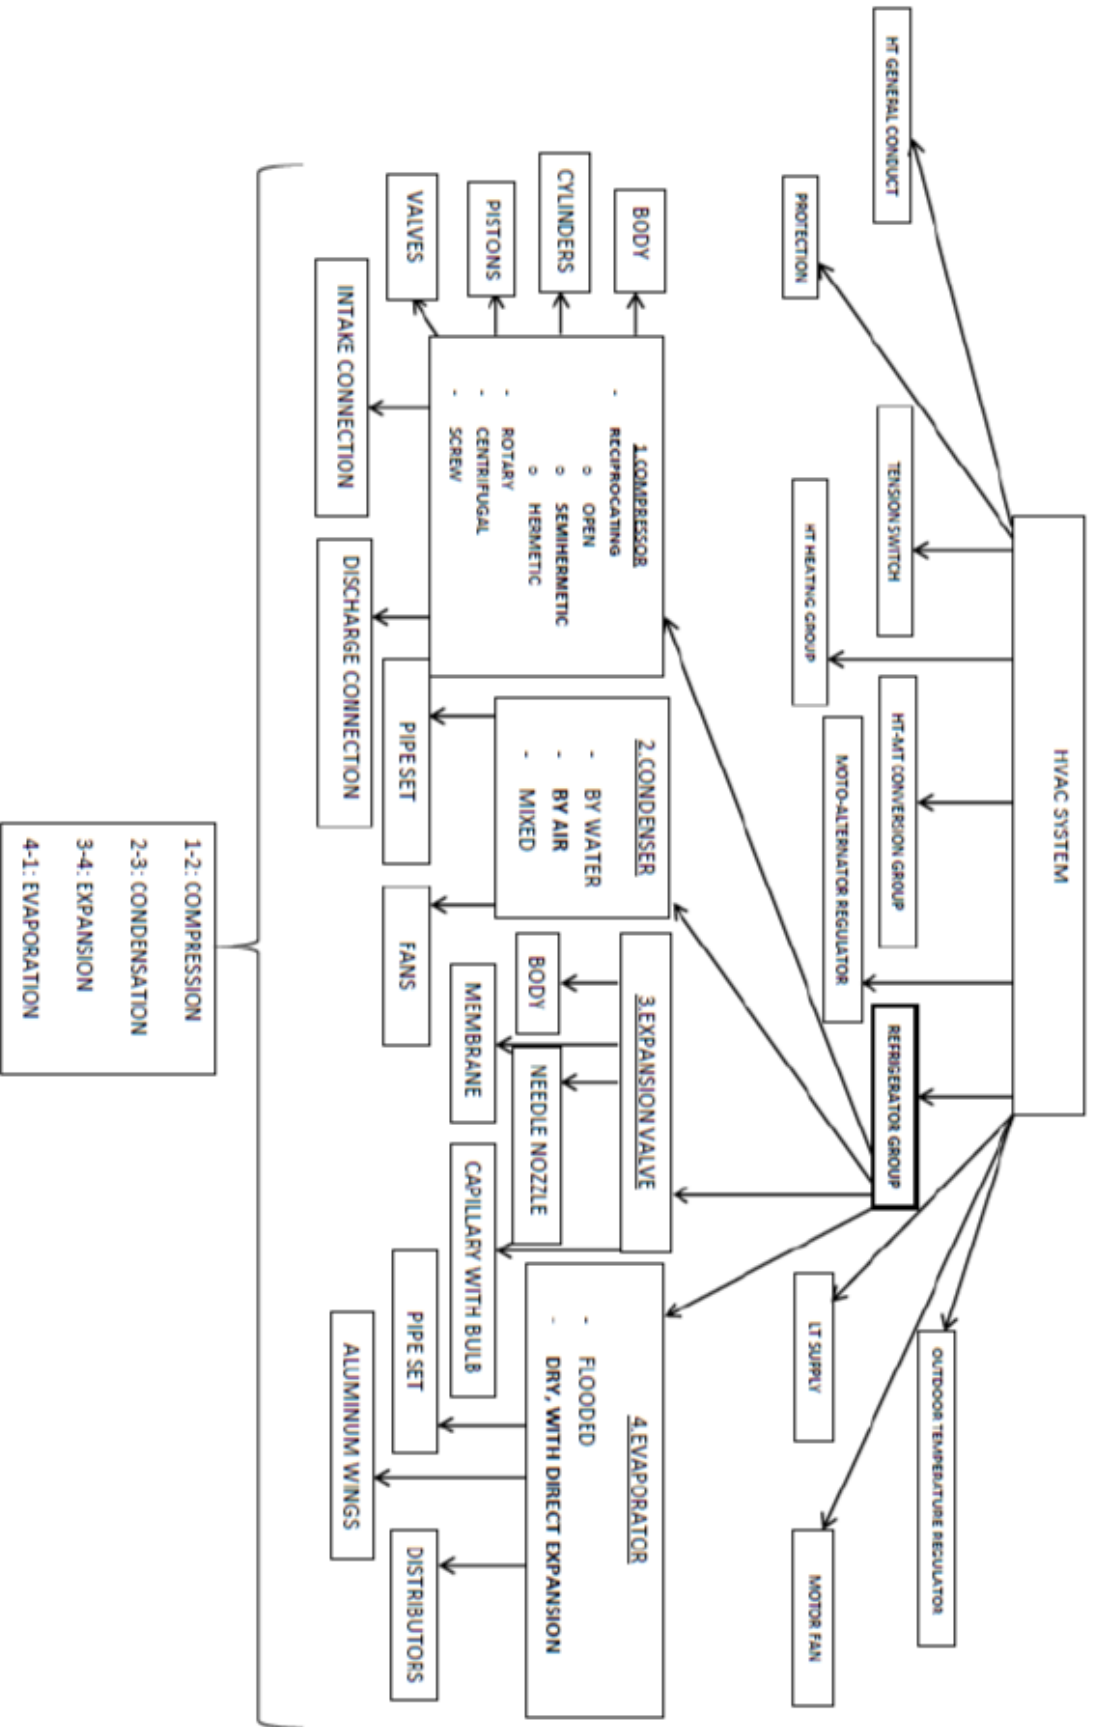 HVAC SYSTEM
HT GENERAL CONDUCT
PROTECTION
TENSION SWITCH
HT HEATING GROUP
HT-MT CONVERSION GROUP
MOTO-ALTERNATOR REGULATOR
REFRIGERATOR GROUP
LT SUPPLY
OUTDOOR TEMPERATURE REGULATOR
MOTOR FAN
1.COMPRESSOR
- RECIPROCATING
o OPEN
o SEMIHERMETIC
o HERMETIC
- ROTARY
- CENTRIFUGAL
- SCREW
BODY
CYLINDERS
PISTONS
VALVES
INTAKE CONNECTION
DISCHARGE CONNECTION
2.CONDENSER
- BY WATER
- BY AIR
- MIXED
PIPE SET
FANS
3.EXPANSION VALVE
BODY
MEMBRANE
NEEDLE NOZZLE
CAPILLARY WITH BULB
4.EVAPORATOR
- FLOODED
- DRY, WITH DIRECT EXPANSION
PIPE SET
ALUMINUM WINGS
DISTRIBUTORS
1-2: COMPRESSION
2-3: CONDENSATION
3-4: EXPANSION
4-1: EVAPORATION